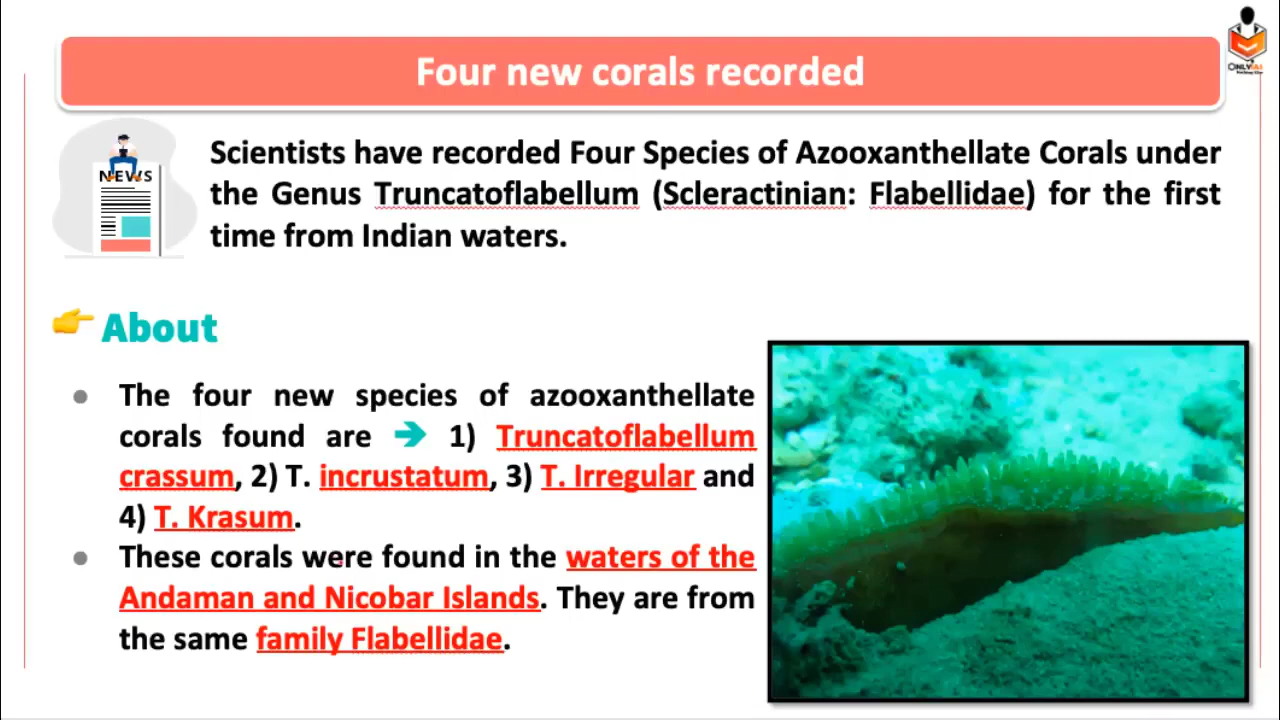 Four new corals recorded
ONLYIAS
NEWS
Scientists have recorded Four Species of Azooxanthellate Corals under
the Genus Truncatoflabellum (Scleractinian: Flabellidae) for the first
time from Indian waters.
About
The four new species of azooxanthellate
corals found are → 1) Truncatoflabellum
crassum, 2) T. incrustatum, 3) T. Irregular and
4) T. Krasum.
These corals were found in the waters of the
Andaman and Nicobar Islands. They are from
the same family Flabellidae.